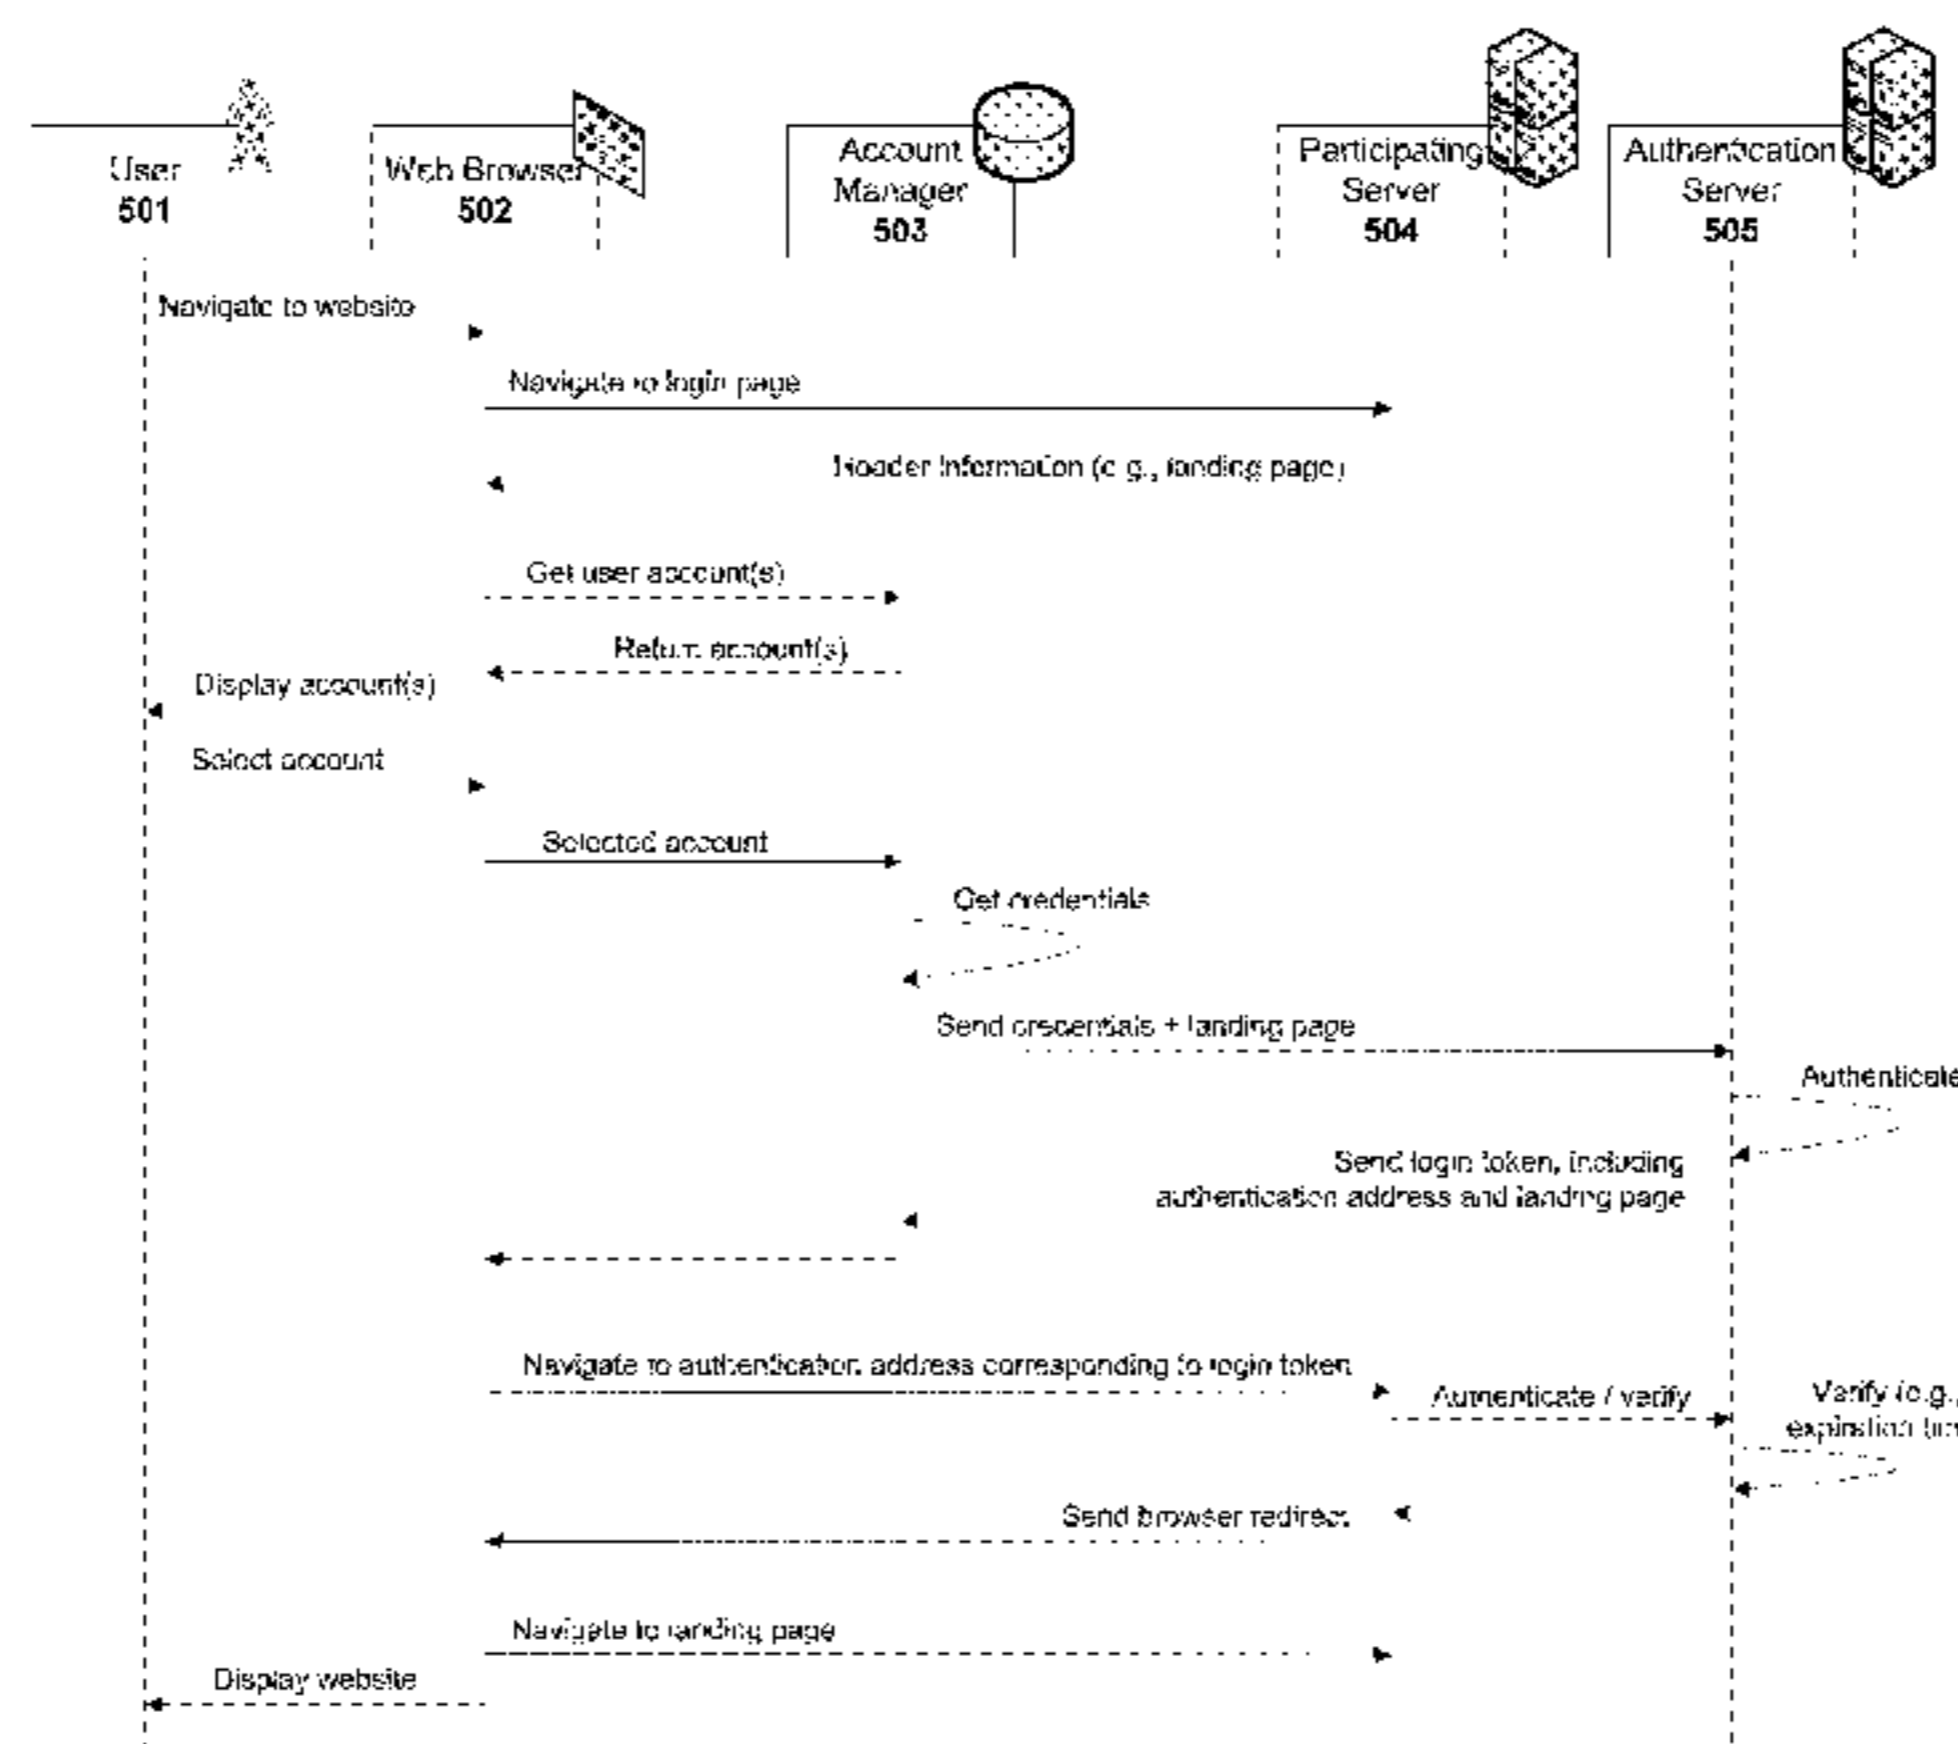 User
501
Web Browser
502
Account
Manager
503
Participating
Server
504
Authentication
Server
505
Navigate to website
Navigate to login page
Header Information (e.g., landing page)
Get user account(s)
Return account(s)
Display account(s)
Select account
Selected account
Get credentials
Send credentials + landing page
Authenticate
Send login token, including
authentication address and landing page
Navigate to authentication address corresponding to login token
Authenticate / verify
Verify (e.g.,
expiration
Send browser redirect
Navigate to landing page
Display website